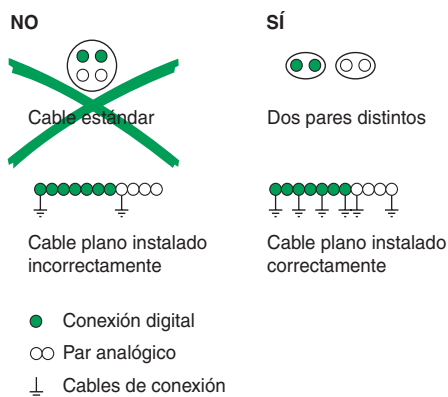 NO
SÍ
Cable estándar
Dos pares distintos
Cable plano instalado
incorrectamente
Cable plano instalado
correctamente
Conexión digital
Par analógico
Cables de conexión